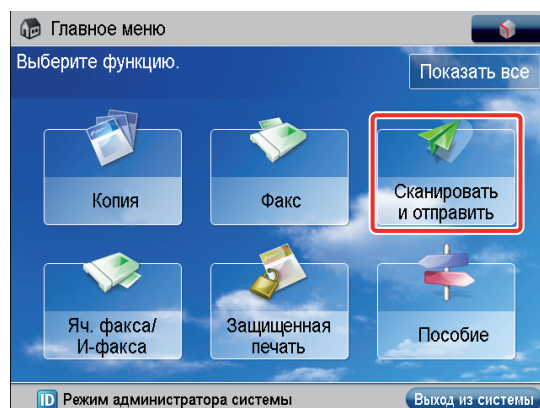 Главное меню
Выберите функцию.
Показать все
Копия
Факс
Сканировать
и отправить
Яч. факса/
И-факса
Защищенная
печать
Пособие
ID Режим администратора системы
Выход из системы